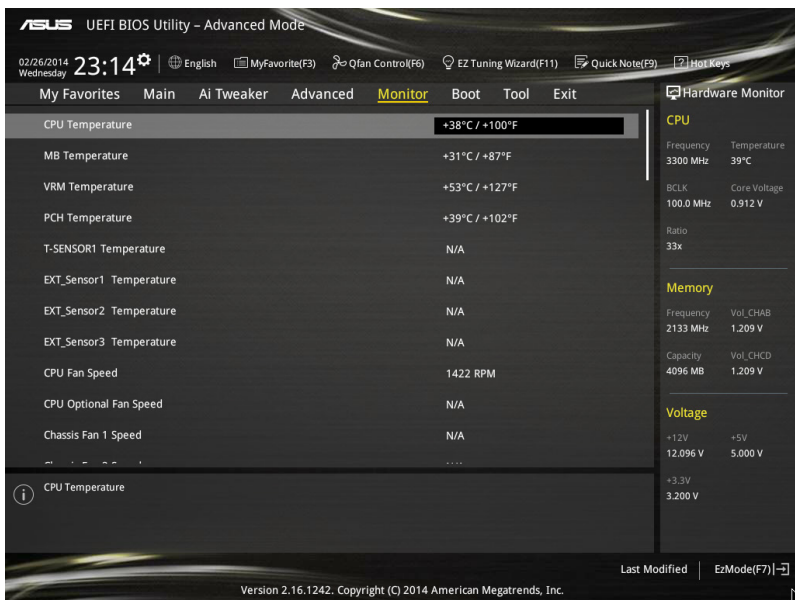 ASUS UEFI BIOS Utility – Advanced Mode
02/26/2014
Wednesday
23:14
English MyFavorite(F3) Qfan Control(F6) EZ Tuning Wizard(F11) Quick Note(F9) ? Hot Keys
My Favorites Main Ai Tweaker Advanced Monitor Boot Tool Exit
CPU Temperature +38°C / +100°F
MB Temperature +31°C / +87°F
VRM Temperature +53°C / +127°F
PCH Temperature +39°C / +102°F
T-SENSOR1 Temperature N/A
EXT_Sensor1 Temperature N/A
EXT_Sensor2 Temperature N/A
EXT_Sensor3 Temperature N/A
CPU Fan Speed 1422 RPM
CPU Optional Fan Speed N/A
Chassis Fan 1 Speed N/A
CPU Temperature
Hardware Monitor
CPU
Frequency Temperature
3300 MHz 39°C
BCLK Core Voltage
100.0 MHz 0.912 V
Ratio
33x
Memory
Frequency Vol_CHAB
2133 MHz 1.209 V
Capacity Vol_CHCD
4096 MB 1.209 V
Voltage
+12V +5V
12.096 V 5.000 V
+3.3V
3.200 V
Last Modified EzMode(F7)
Version 2.16.1242. Copyright (C) 2014 American Megatrends, Inc.